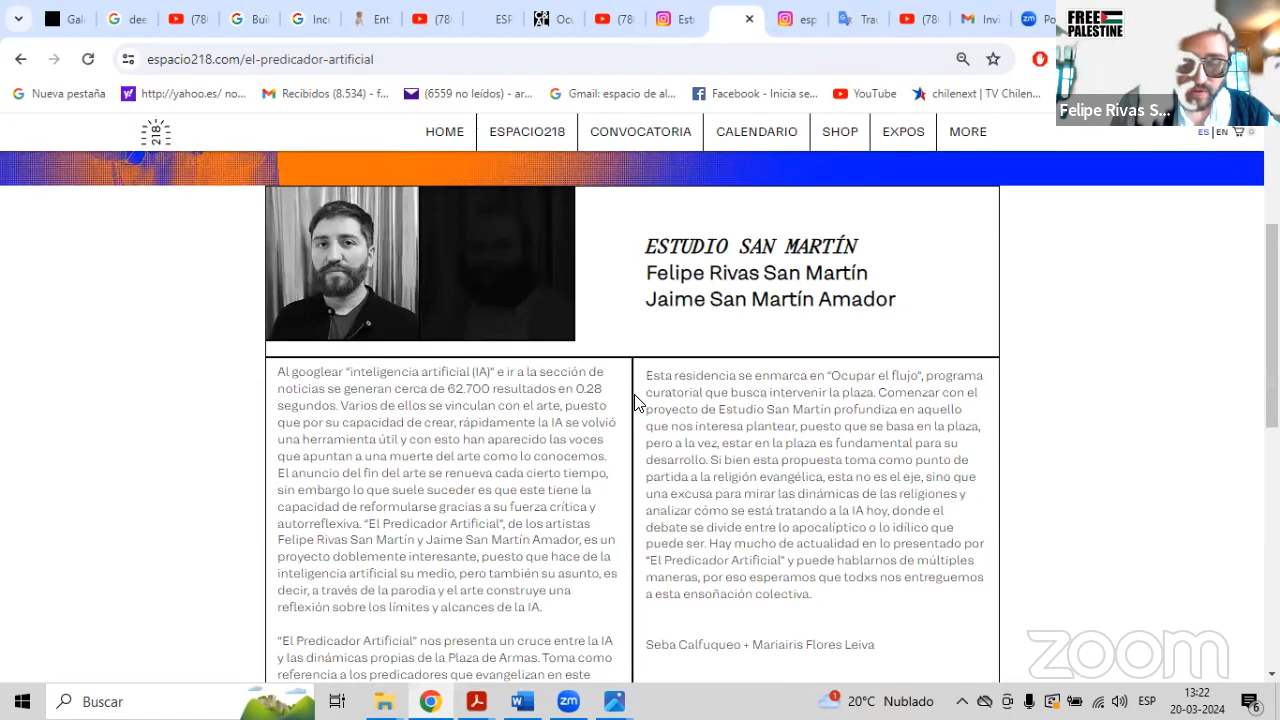 Gal
G dee
Bui
G
(78
ESP
Oc
(78
Est
esp
Tra
(78
Invi
Po
espacio218.com/el-predicador-artificial
Nueva pestaña
http://yahoo.es/ no...
Recibidos (8.534) f...
(6559 no leídos) - ar...
Gmail: espacio de al...
Facebook - Inicia se...
YouTube
chilenext | TV Chilen...
FREE
PALESTINE
Felipe Rivas S...
218
HOME
ESPACIO218
CONVOCATORIA
CALENDARIO
SHOP
EXPOS
MORE
ES | EN
0
ESTUDIO SAN MARTÍN
Felipe Rivas San Martín
Jaime San Martín Amador
Al googlear “inteligencia artificial (IA)” e ir a la sección de
noticias se generan cerca de 62.700 resultados en 0.28
segundos. Varios de ellos se vinculan con el arte, puesto
que por su capacidad de crear, rápidamente la IA se volvió
una herramienta útil y con esto han aparecido las voces
que apuntan a una muerte del arte como lo conocemos.
El anuncio del fin del arte se renueva cada cierto tiempo,
sin embargo lo que suele suceder es que este tiene la
capacidad de reformularse gracias a su fuerza crítica y
autorreflexiva. “El Predicador Artificial”, de los artistas
Felipe Rivas San Martín y Jaime San Martín Amador, es un
proyecto doblemente interesante, puesto que hace de la
inteligencia artificial su medio, pero también su asunto, es
decir, a través de la parodia y el arte construye una
reflexión sobre los límites y alcances de la IA.
“El Predicador Artificial” nos presenta un cruce entre la IA
y las dinámicas propias de la Plaza de Armas. Toma como
referencia a los predicadores que evangelizan en este
Esta residencia se enmarca en “Ocupar el flujo”, programa
curatorial que busca intervenir la plaza. Comenzar con el
proyecto de Estudio San Martín profundiza en aquello
que nos interesa plantear, puesto que se basa en la plaza,
pero a la vez, estar en la plaza es fundamental para su
desarrollo. Si bien esta propuesta toma como punto de
partida a la religión evangélica, esta no es el eje, sino que
una excusa para mirar las dinámicas de las religiones y
analizar cómo se está tratando a la IA hoy, donde el
debate se divide entre lo apocalíptico o lo idílico que
puede ser. Hay mucho de actualidad en lo presentado por
“El Predicador Artificial” y puede hablarnos de múltiples
maneras, por eso esperamos que todxs nos entreguemos
a esta ensoñación colectiva.
Seba Calfuqueo + Mariairis Flores Leiva
zoom
Buscar
1
20°C Nublado
ESP
13:22
20-03-2024
6